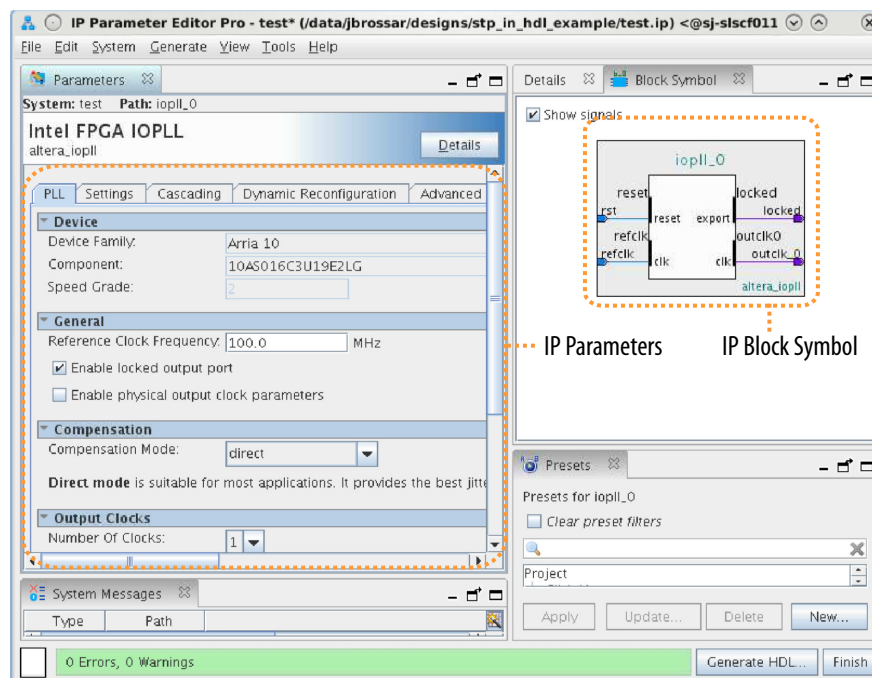 IP Parameter Editor Pro - test* (/data/jbrossar/designs/stp_in_hdl_example/test.ip) <@sj-slscf011
File Edit System Generate View Tools Help
Parameters
System: test Path: iopll_0
Intel FPGA IOPLL
altera_iopll
Details
PLL Settings Cascading Dynamic Reconfiguration Advanced
Device
Device Family: Arria 10
Component: 10AS016C3U19E2LG
Speed Grade: 2
General
Reference Clock Frequency: 100.0 MHz
Enable locked output port
Enable physical output clock parameters
Compensation
Compensation Mode: direct
Direct mode is suitable for most applications. It provides the best jitte
Output Clocks
Number Of Clocks: 1
System Messages
Type Path
0 Errors, 0 Warnings
Details Block Symbol
Show signals
iopll_0
reset locked
rst reset export locked
refclk outclk0
refclk clk clk outclk_0
altera_iopll
IP Parameters IP Block Symbol
Presets
Presets for iopll_0
Clear preset filters
Project
Apply Update... Delete New...
Generate HDL... Finish